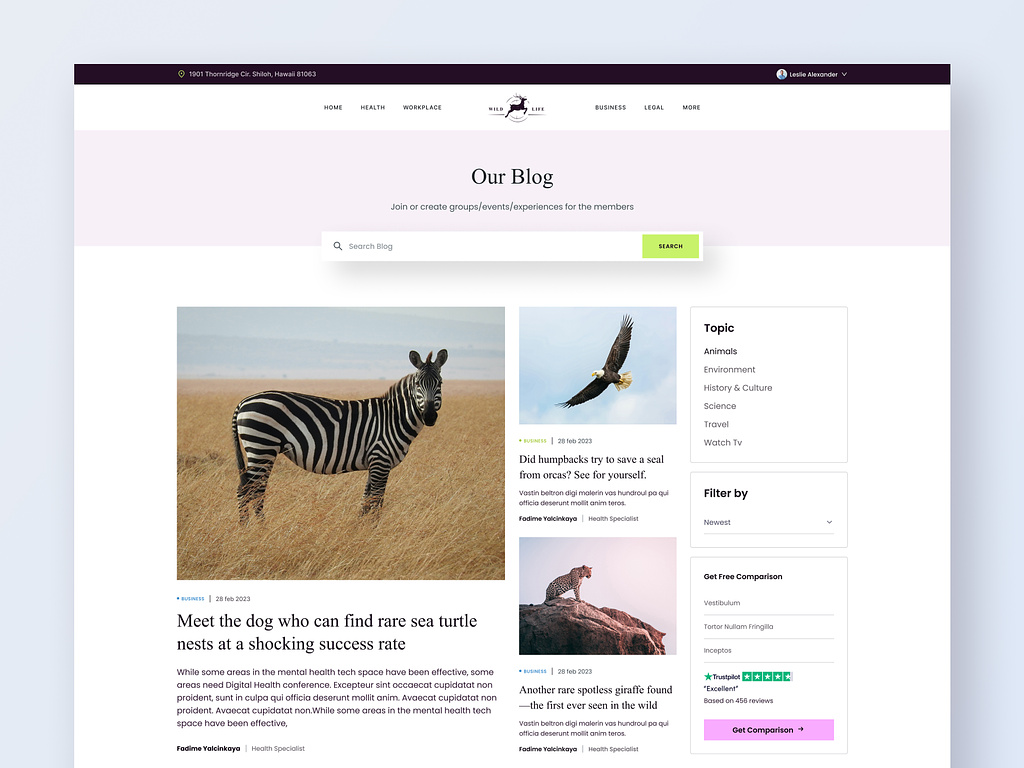 1901 Thornridge Cir. Shiloh, Hawaii 81063
Leslie Alexander
HOME
HEALTH
WORKPLACE
WILD LIFE
BUSINESS
LEGAL
MORE
Our Blog
Join or create groups/events/experiences for the members
Search Blog
SEARCH
BUSINESS | 28 feb 2023
Meet the dog who can find rare sea turtle
nests at a shocking success rate
While some areas in the mental health tech space have been effective, some
areas need Digital Health conference. Excepteur sint occaecat cupidatat non
proident, sunt in culpa qui officia deserunt mollit anim. Avaecat cupidatat non
proident. Avaecat cupidatat non.While some areas in the mental health tech
space have been effective,
Fadime Yalcinkaya | Health Specialist
BUSINESS | 28 feb 2023
Did humpbacks try to save a seal
from orcas? See for yourself.
Vastin beltron digi malerin vas hundroul pa qui
officia deserunt mollit anim teros.
Fadime Yalcinkaya | Health Specialist
BUSINESS | 28 feb 2023
Another rare spotless giraffe found
—the first ever seen in the wild
Vastin beltron digi malerin vas hundroul pa qui
officia deserunt mollit anim teros.
Fadime Yalcinkaya | Health Specialist
Topic
Animals
Environment
History & Culture
Science
Travel
Watch Tv
Filter by
Newest
Get Free Comparison
Vestibulum
Tortor Nullam Fringilla
Inceptos
Trustpilot
"Excellent"
Based on 456 reviews
Get Comparison